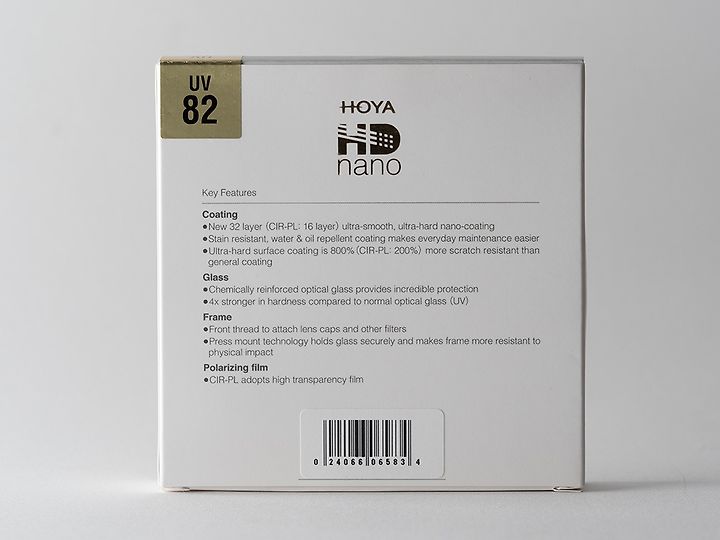 UV
82
HOYA
HD
nano
Key Features
Coating
●New 32 layer (CIR-PL: 16 layer) ultra-smooth, ultra-hard nano-coating
●Stain resistant, water & oil repellent coating makes everyday maintenance easier
●Ultra-hard surface coating is 800%(CIR-PL: 200%) more scratch resistant than
general coating
Glass
●Chemically reinforced optical glass provides incredible protection
●4x stronger in hardness compared to normal optical glass (UV)
Frame
●Front thread to attach lens caps and other filters
●Press mount technology holds glass securely and makes frame more resistant to
physical impact
Polarizing film
●CIR-PL adopts high transparency film
0 24066 06583 4